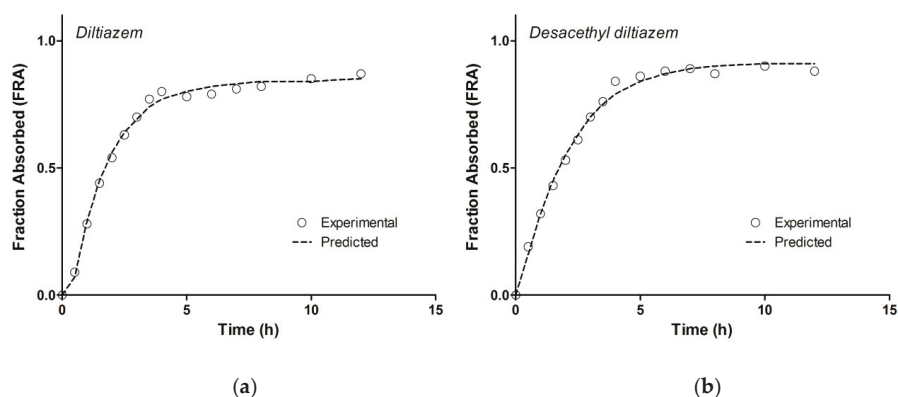 Diltiazem
1.0
0.5
0.0
Fraction Absorbed (FRA)
Experimental
Predicted
0 5 10 15
Time (h)
(a)
Desacethyl diltiazem
1.0
0.5
0.0
Fraction Absorbed (FRA)
Experimental
Predicted
0 5 10 15
Time (h)
(b)